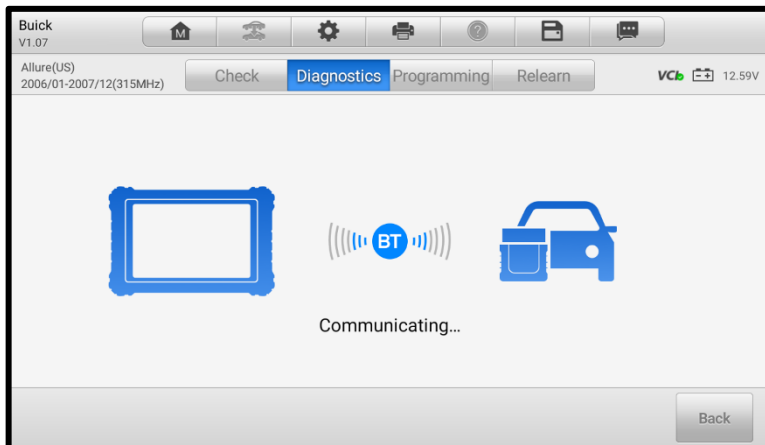 Buick
V1.07
M
Allure(US)
2006/01-2007/12(315MHz)
Check Diagnostics Programming Relearn
VCI 12.59V
BT
Communicating...
Back